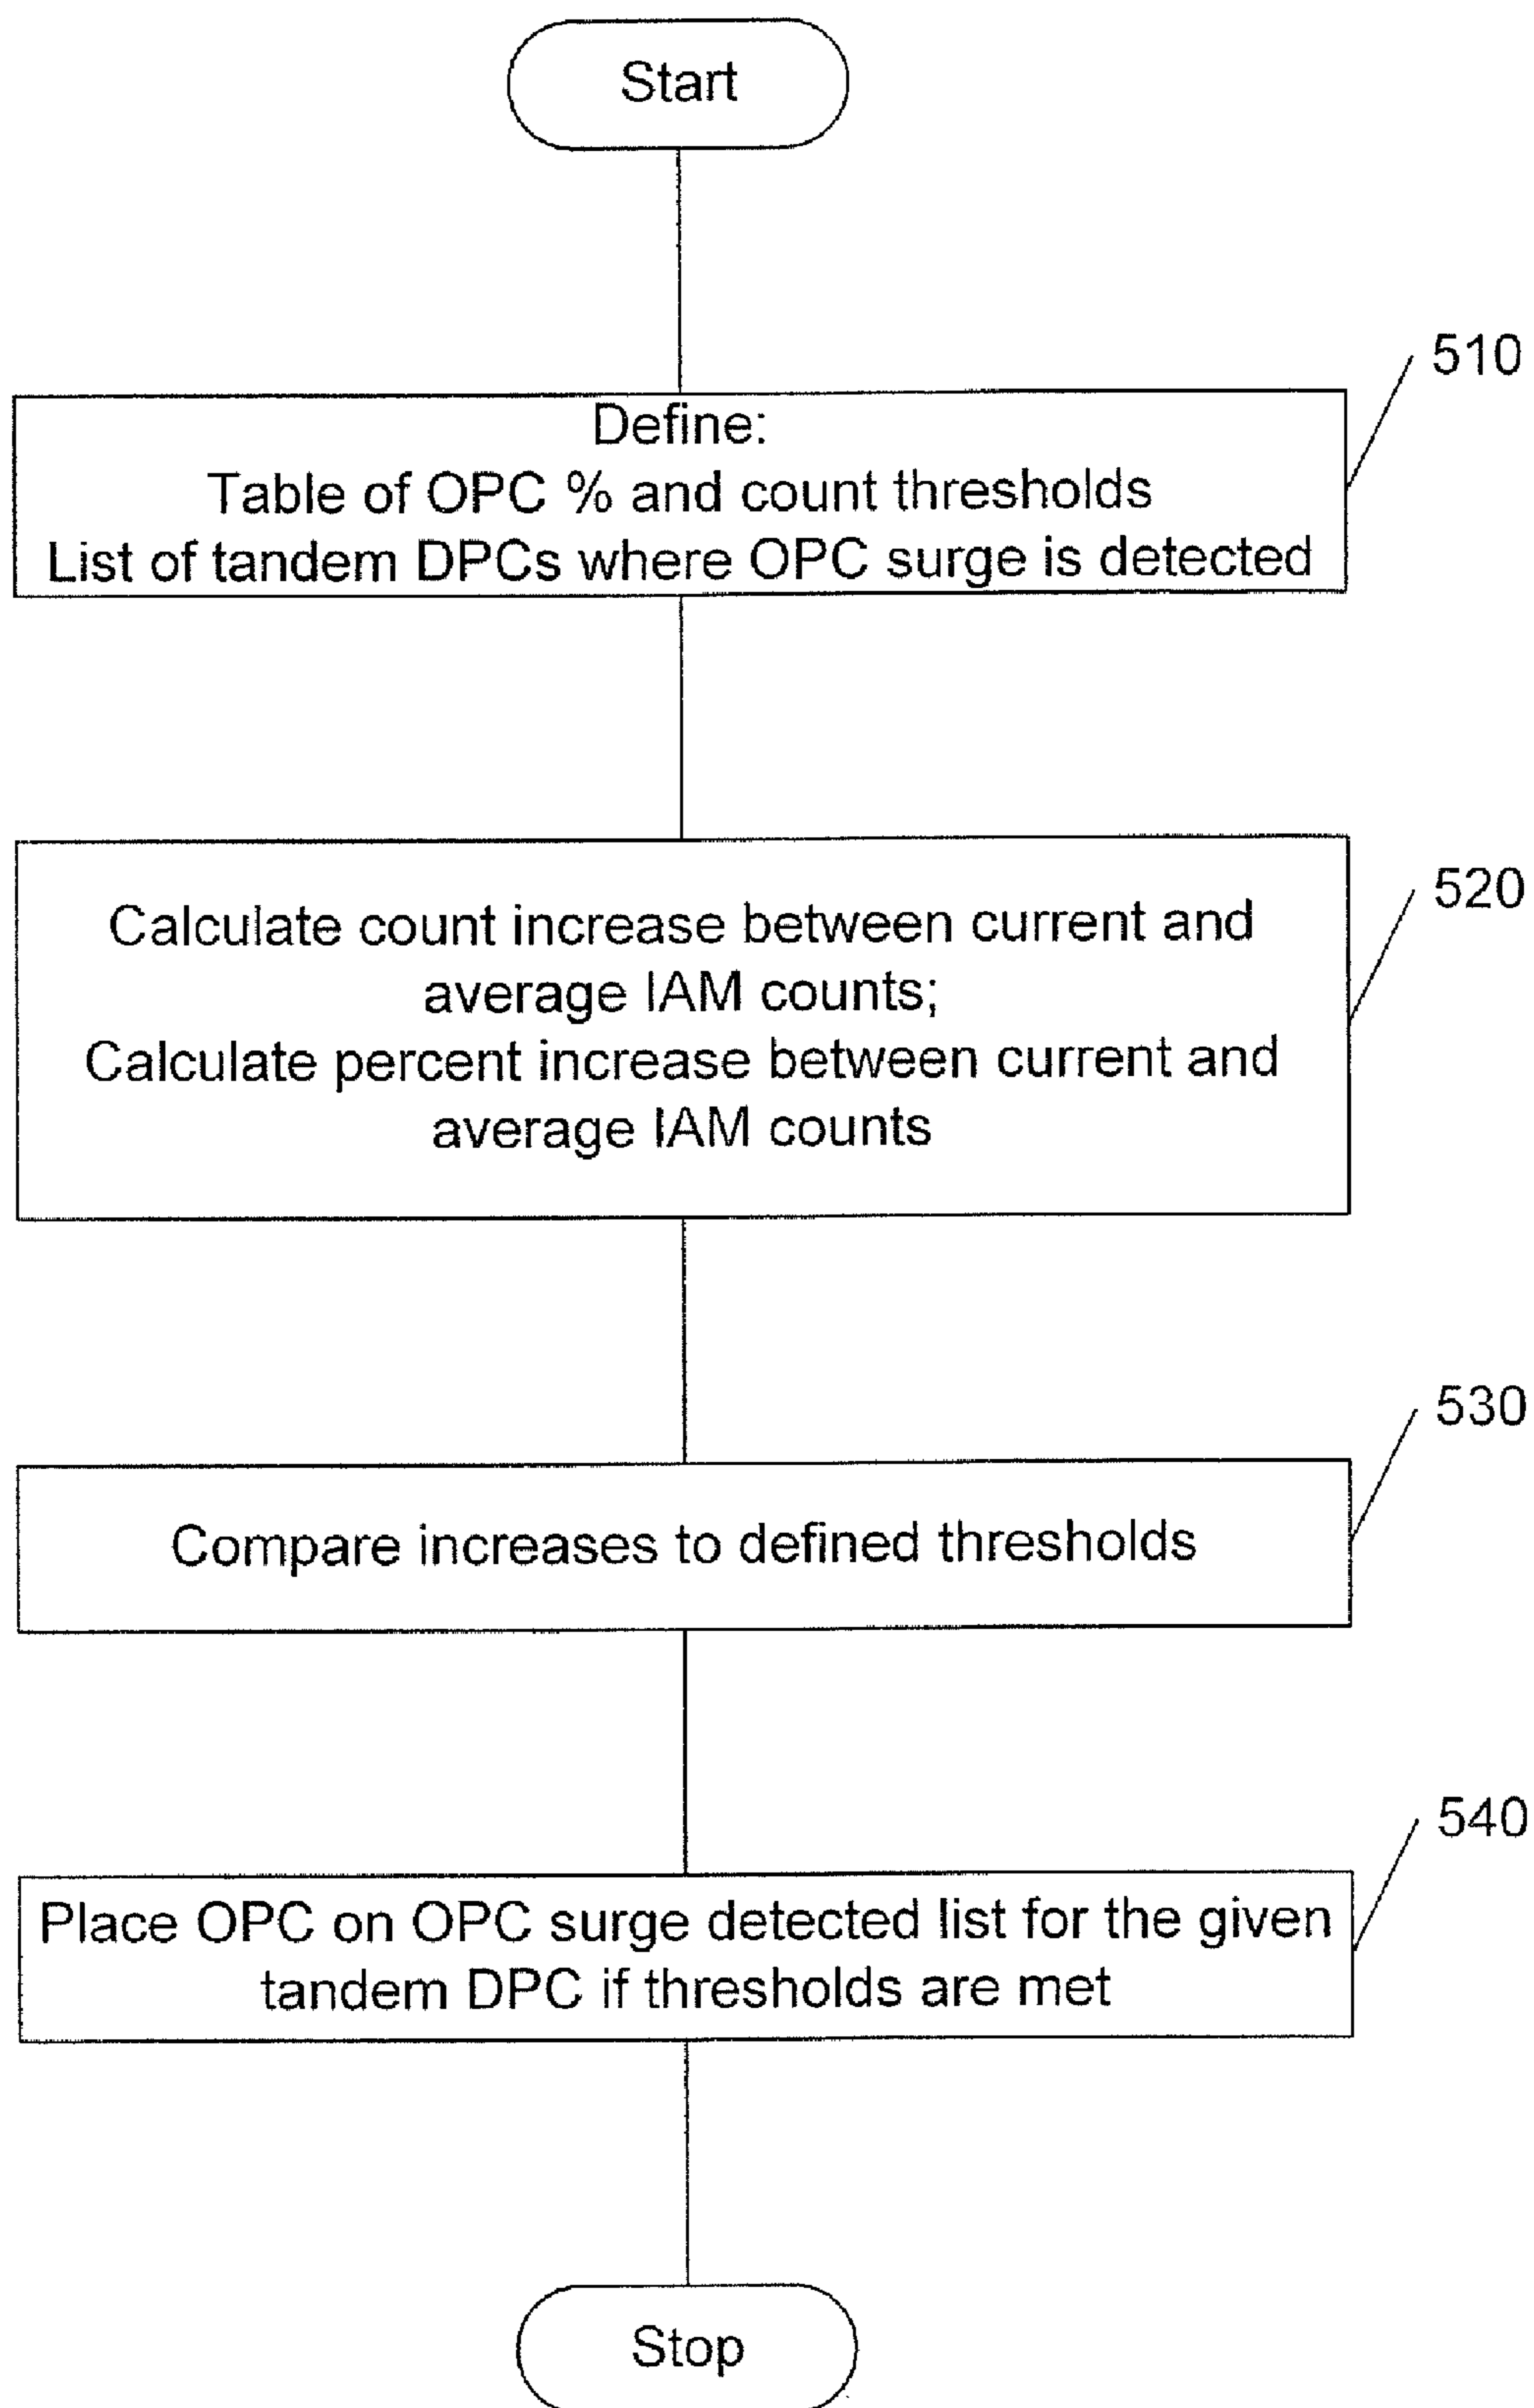 Start
510
Define:
Table of OPC % and count thresholds
List of tandem DPCs where OPC surge is detected
520
Calculate count increase between current and
average IAM counts;
Calculate percent increase between current and
average IAM counts
530
Compare increases to defined thresholds
540
Place OPC on OPC surge detected list for the given
tandem DPC if thresholds are met
Stop